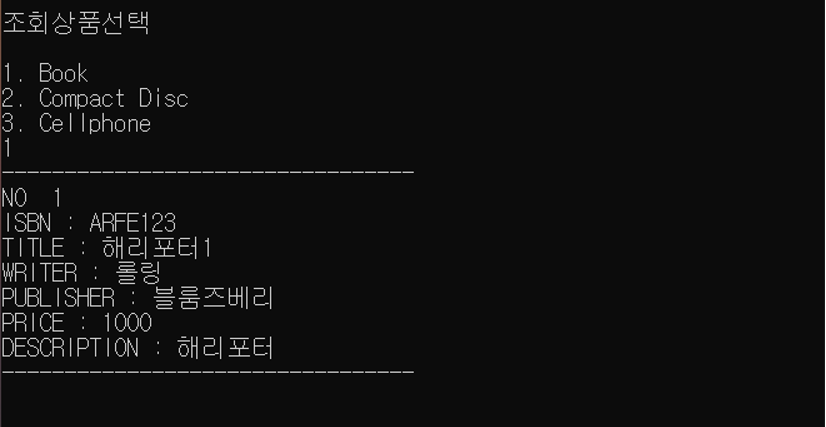 조회상품선택
1. Book
2. Compact Disc
3. Cellphone
1
---------------------------------
NO  1
ISBN : ARFE123
TITLE : 해리포터1
WRITER : 롤링
PUBLISHER : 블룸즈베리
PRICE : 1000
DESCRIPTION : 해리포터
---------------------------------